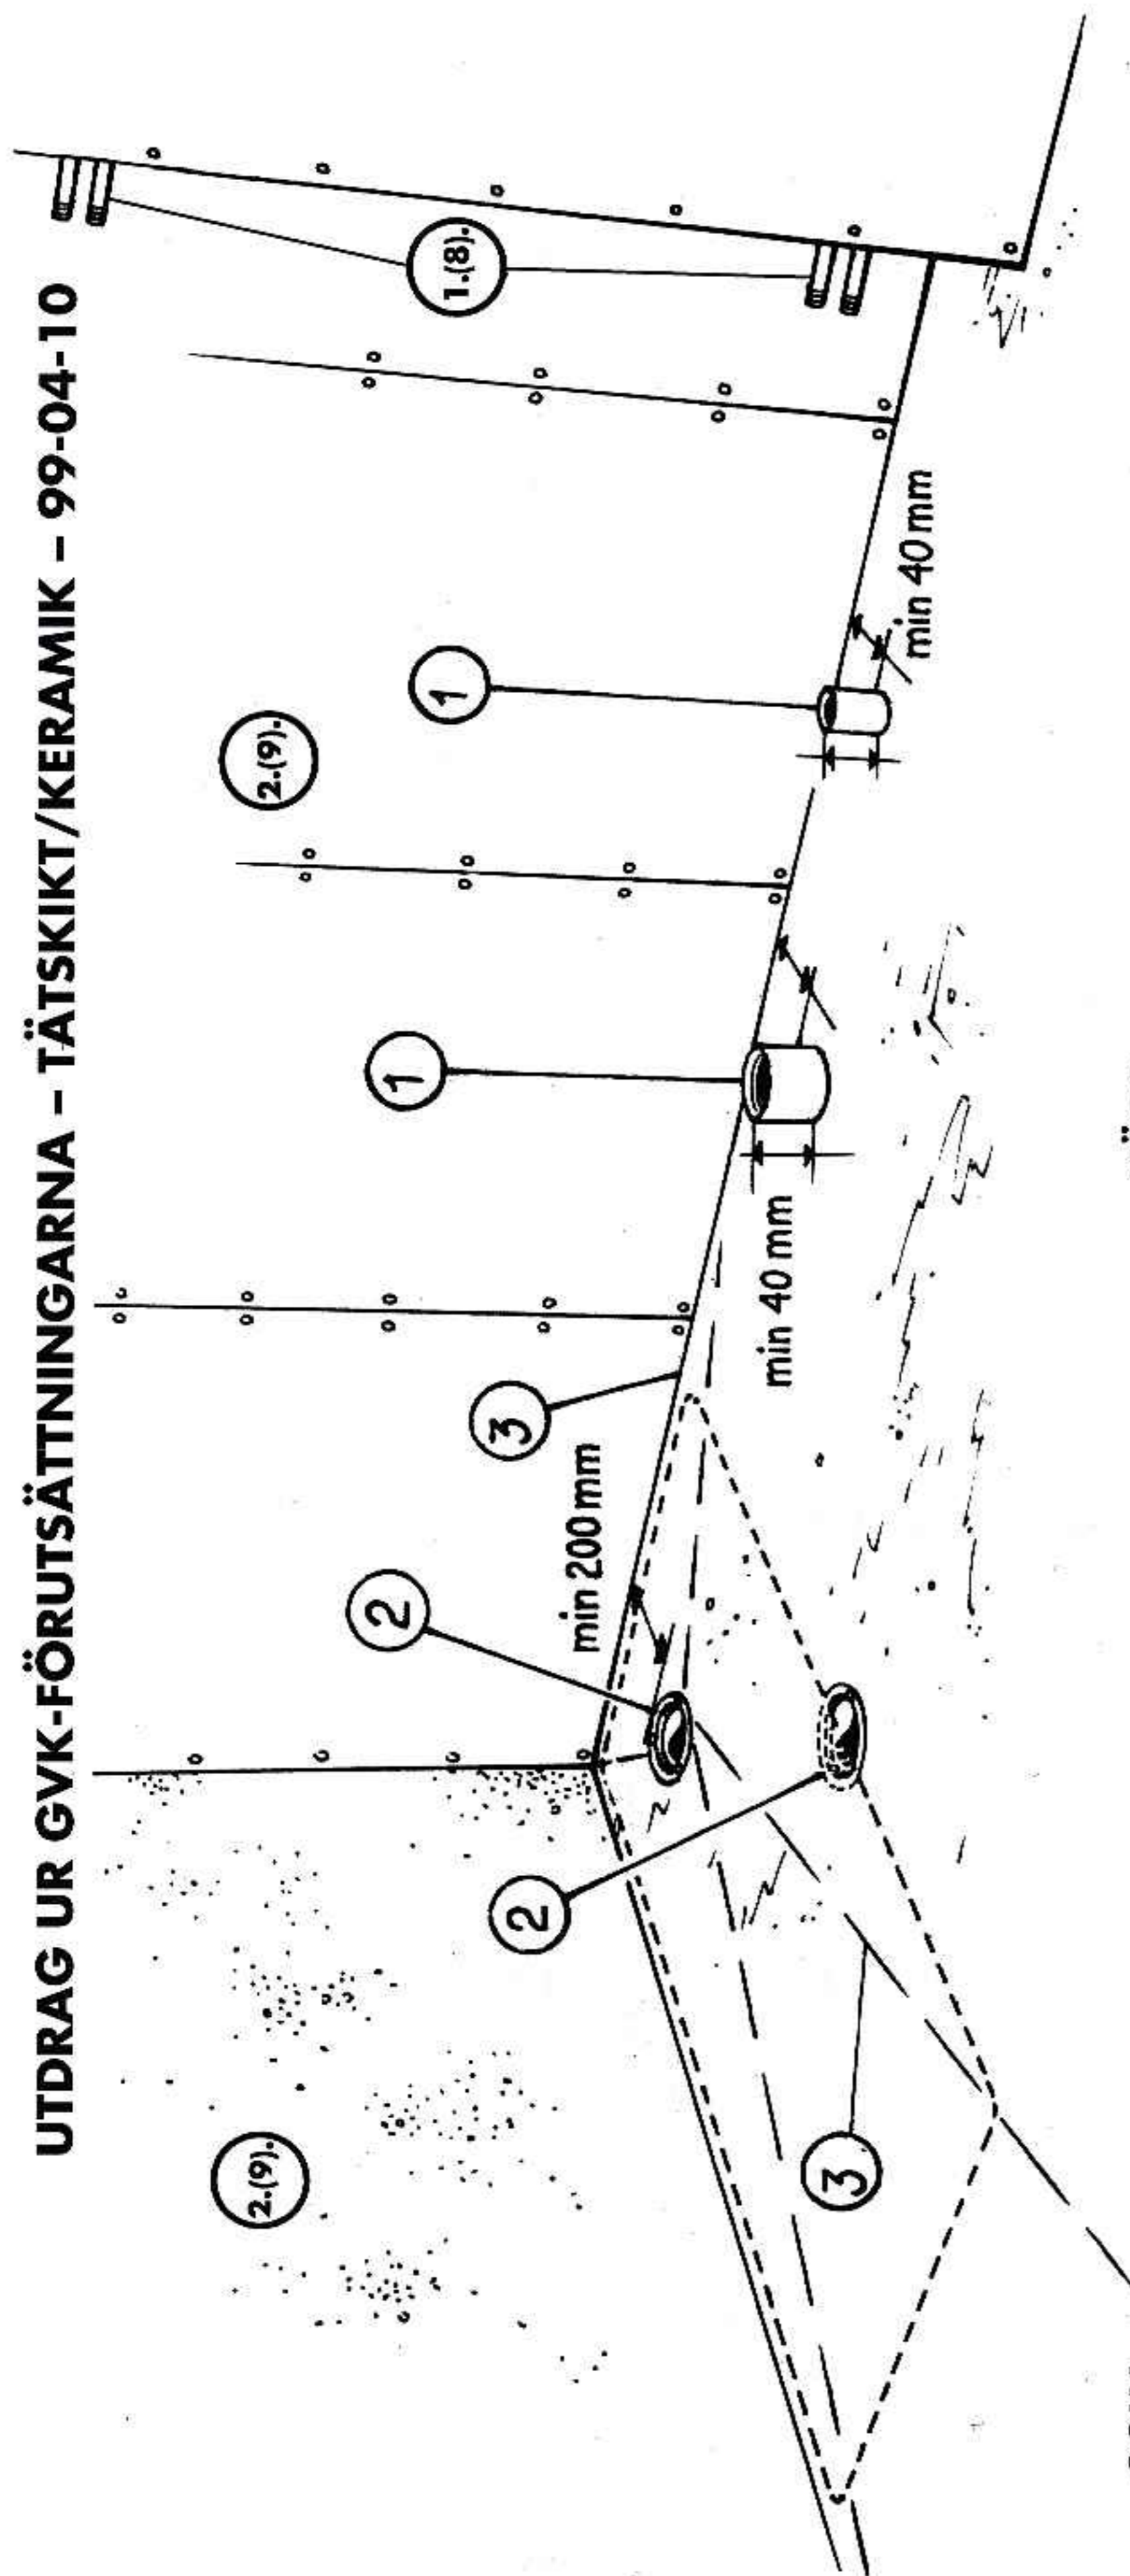 UTDRAG UR GVK-FÖRUTSÄTTNINGARNA – TÄTSKIKT/KERAMIK – 99-04-10
2.(9).
2.(9).
1.(8).
2
1
1
3
2
min 200 mm
min 40 mm
min 40 mm
3